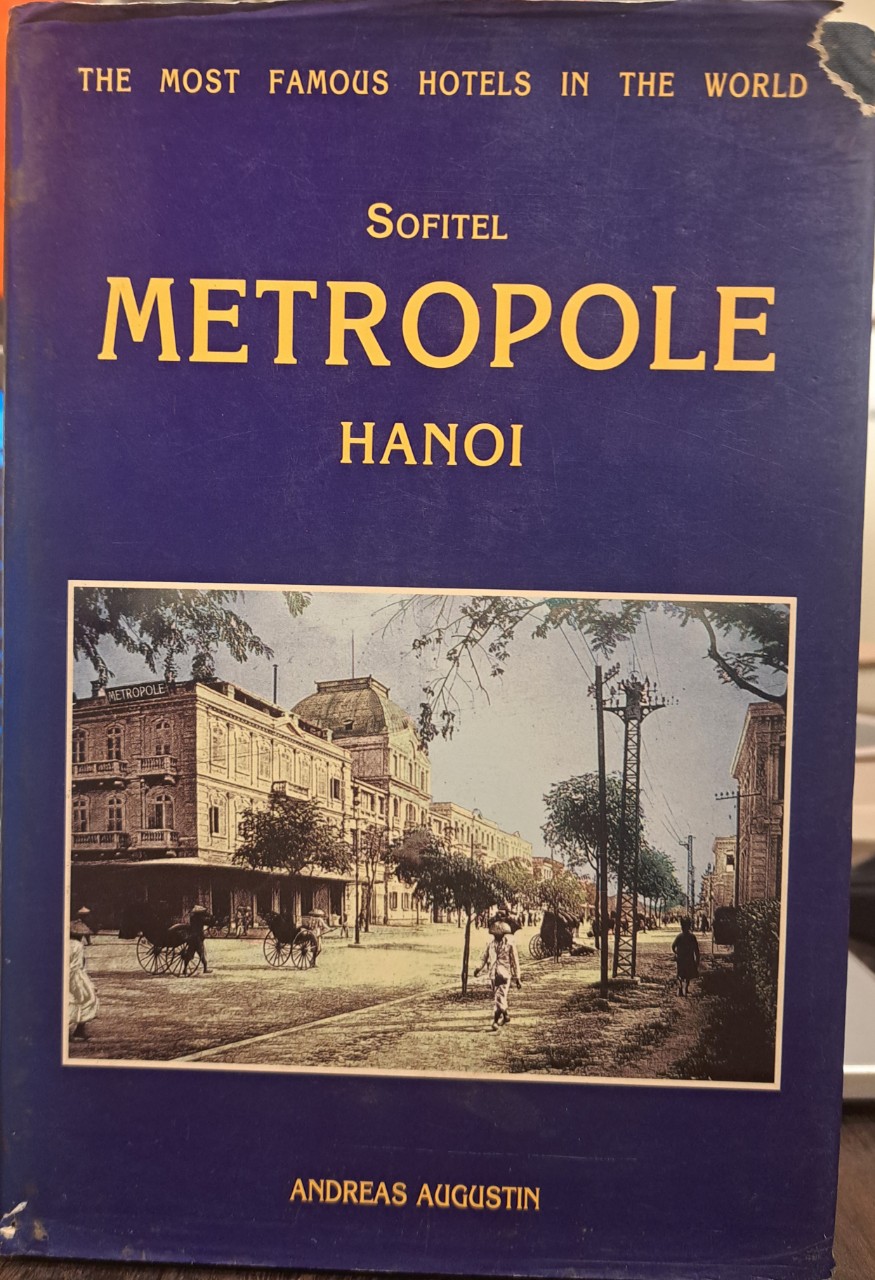 THE MOST FAMOUS HOTELS IN THE WORLD
SOFITEL
METROPOLE
HANOI
METROPOLE
ANDREAS AUGUSTIN